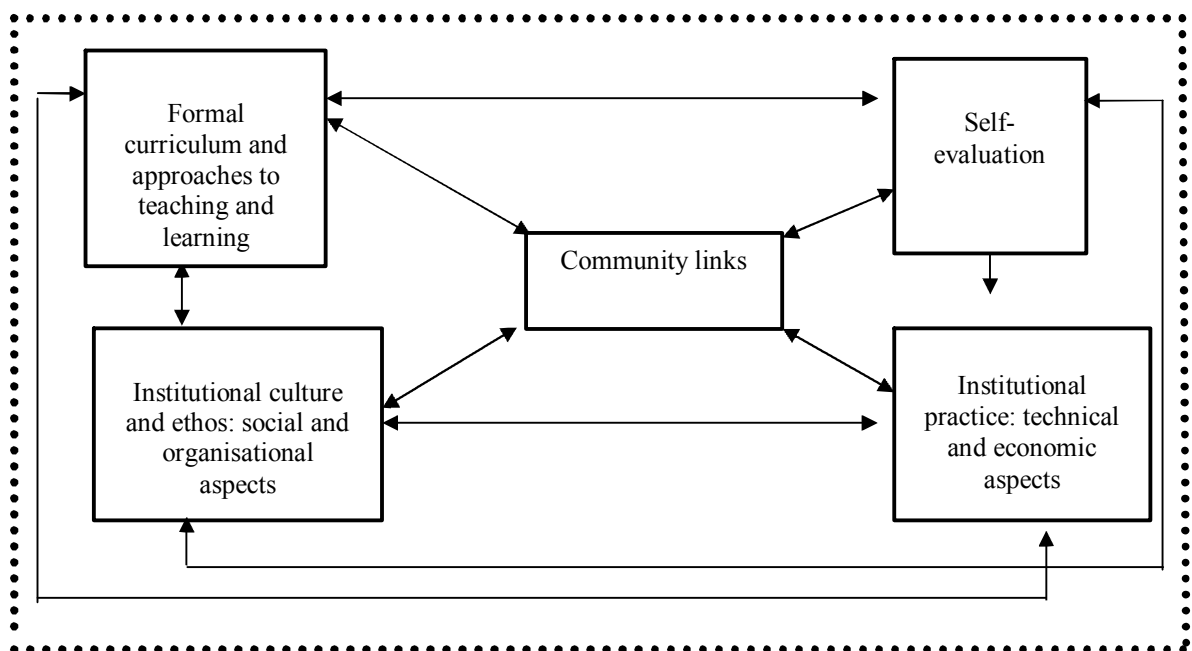 Formal
curriculum and
approaches to
teaching and
learning
Self-
evaluation
Community links
Institutional culture
and ethos: social and
organisational
aspects
Institutional
practice: technical
and economic
aspects